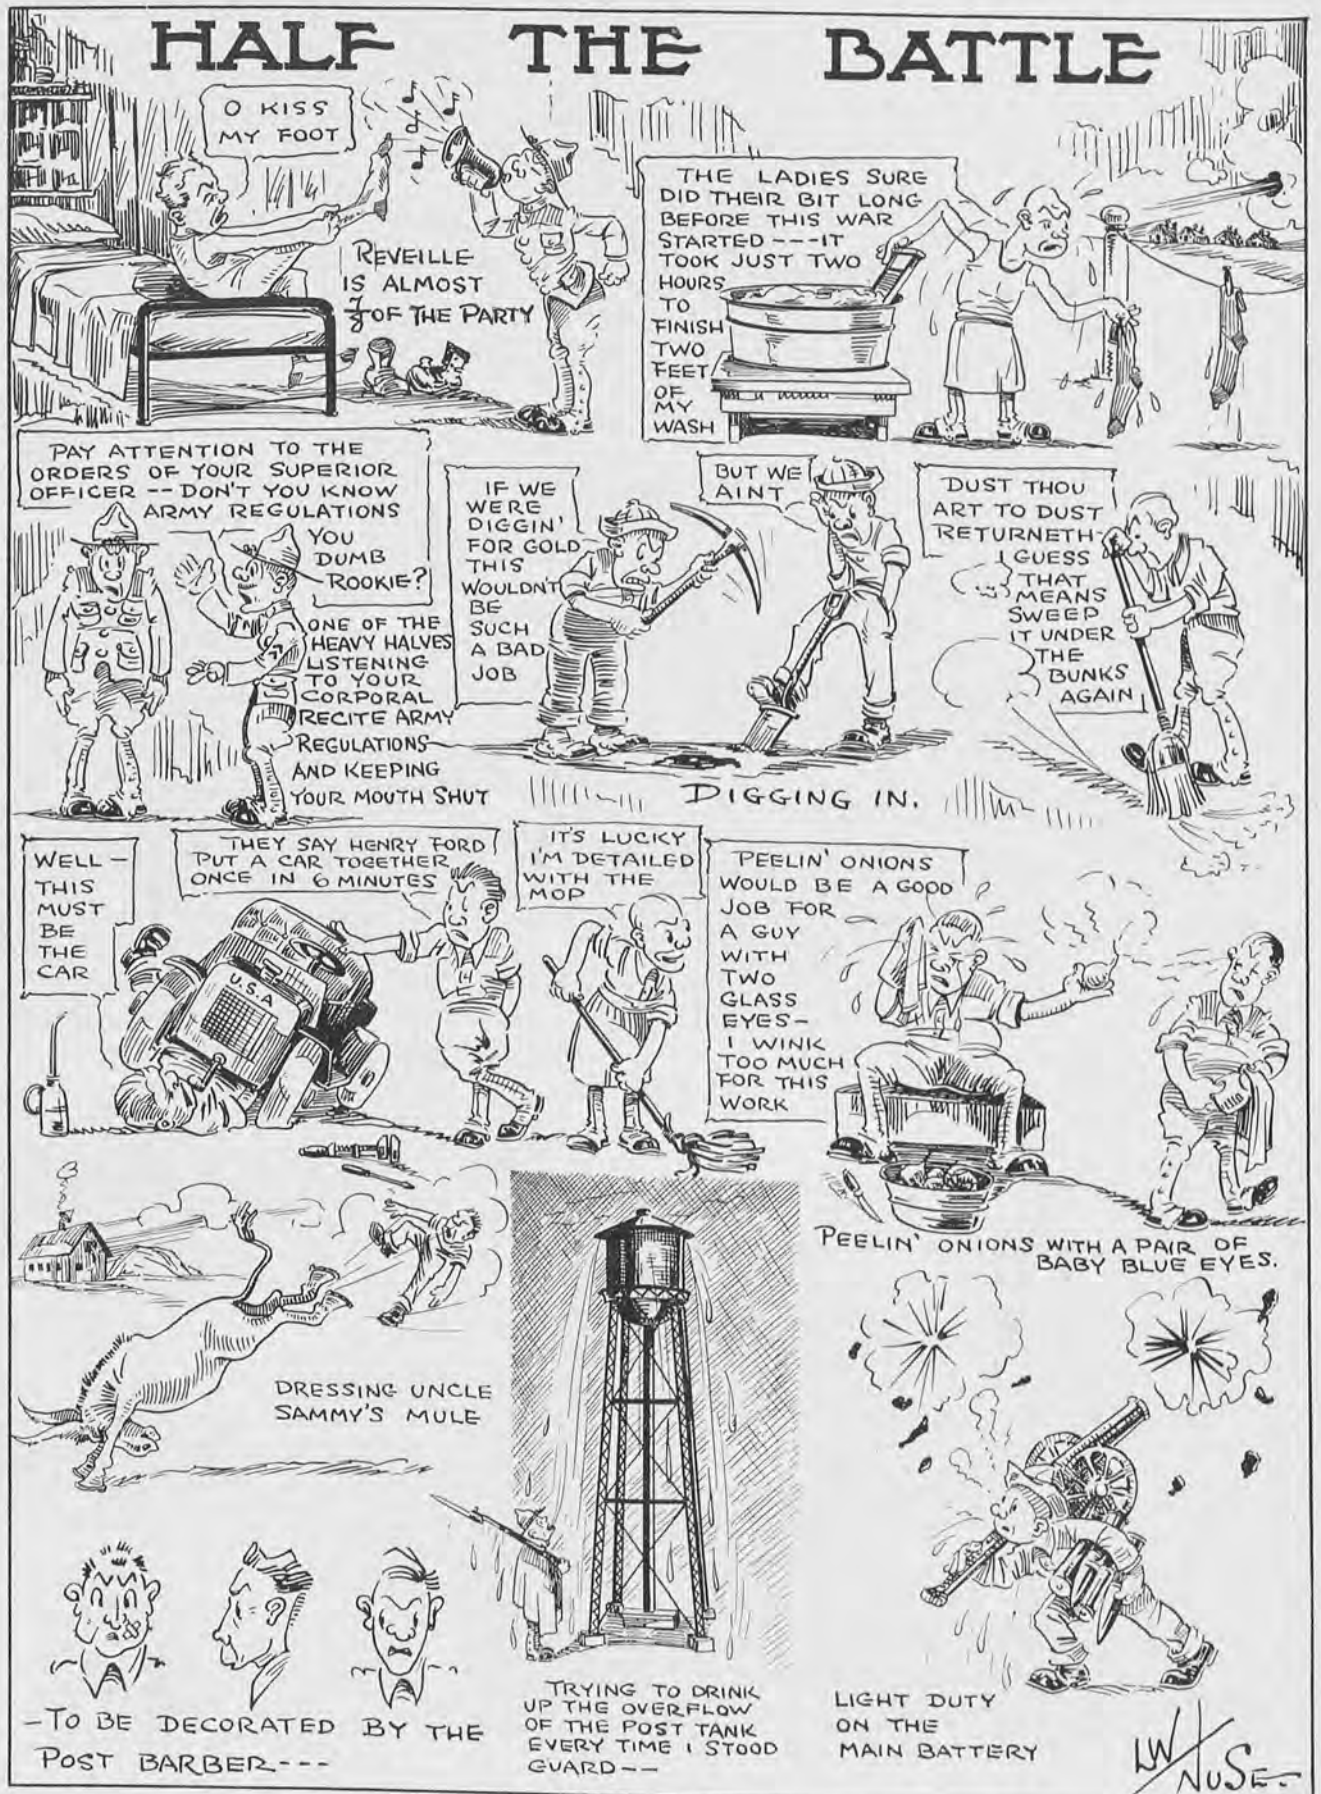 HALF THE BATTLE
O KISS
MY FOOT
REVEILLE
IS ALMOST
7/8 OF THE PARTY
THE LADIES SURE
DID THEIR BIT LONG
BEFORE THIS WAR
STARTED --- IT
TOOK JUST TWO
HOURS
TO
FINISH
TWO
FEET
OF
MY
WASH
PAY ATTENTION TO THE
ORDERS OF YOUR SUPERIOR
OFFICER -- DON'T YOU KNOW
ARMY REGULATIONS
YOU
DUMB
ROOKIE?
ONE OF THE
HEAVY HALVES
LISTENING
TO YOUR
CORPORAL
RECITE ARMY
REGULATIONS
AND KEEPING
YOUR MOUTH SHUT
IF WE
WERE
DIGGIN'
FOR GOLD
THIS
WOULDN'T
BE
SUCH
A BAD
JOB
BUT WE
AINT
DIGGING IN.
DUST THOU
ART TO DUST
RETURNETH-
I GUESS
THAT
MEANS
SWEEP
IT UNDER
THE
BUNKS
AGAIN
WELL -
THIS
MUST
BE
THE
CAR
U.S.A
THEY SAY HENRY FORD
PUT A CAR TOGETHER
ONCE IN 6 MINUTES
IT'S LUCKY
I'M DETAILED
WITH THE
MOP
PEELIN' ONIONS
WOULD BE A GOOD
JOB FOR
A GUY
WITH
TWO
GLASS
EYES-
I WINK
TOO MUCH
FOR THIS
WORK
PEELIN' ONIONS WITH A PAIR OF
BABY BLUE EYES.
DRESSING UNCLE
SAMMY'S MULE
-TO BE DECORATED BY THE
POST BARBER---
TRYING TO DRINK
UP THE OVERFLOW
OF THE POST TANK
EVERY TIME I STOOD
GUARD--
LIGHT DUTY
ON THE
MAIN BATTERY
LW
NUSE-